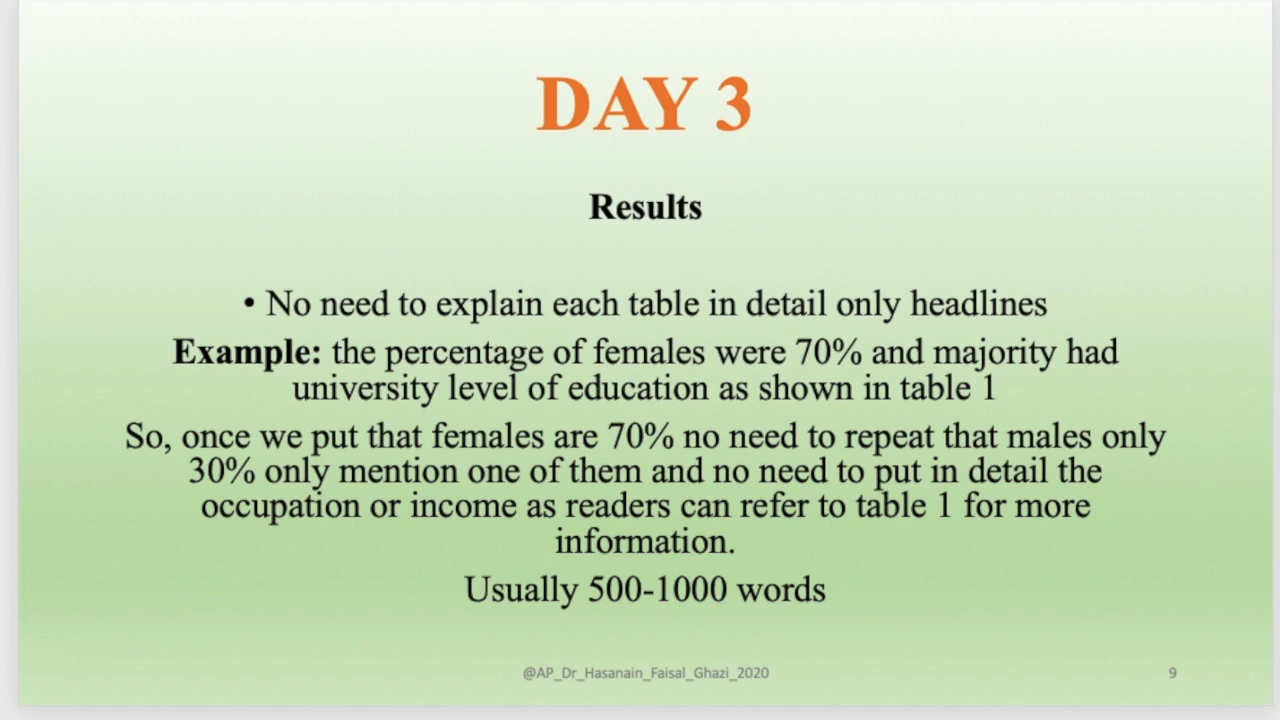 DAY 3
Results
• No need to explain each table in detail only headlines
Example: the percentage of females were 70% and majority had
university level of education as shown in table 1
So, once we put that females are 70% no need to repeat that males only
30% only mention one of them and no need to put in detail the
occupation or income as readers can refer to table 1 for more
information.
Usually 500-1000 words
@AP_Dr_Hasanain_Faisal_Ghazi_2020
9